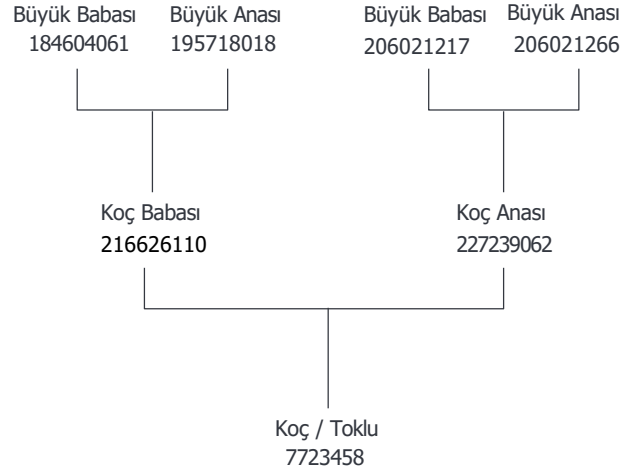 Büyük Babası Büyük Anası Büyük Babası Büyük Anası
184604061 195718018 206021217 206021266
Koç Babası Koç Anası
216626110 227239062
Koç / Toklu
7723458